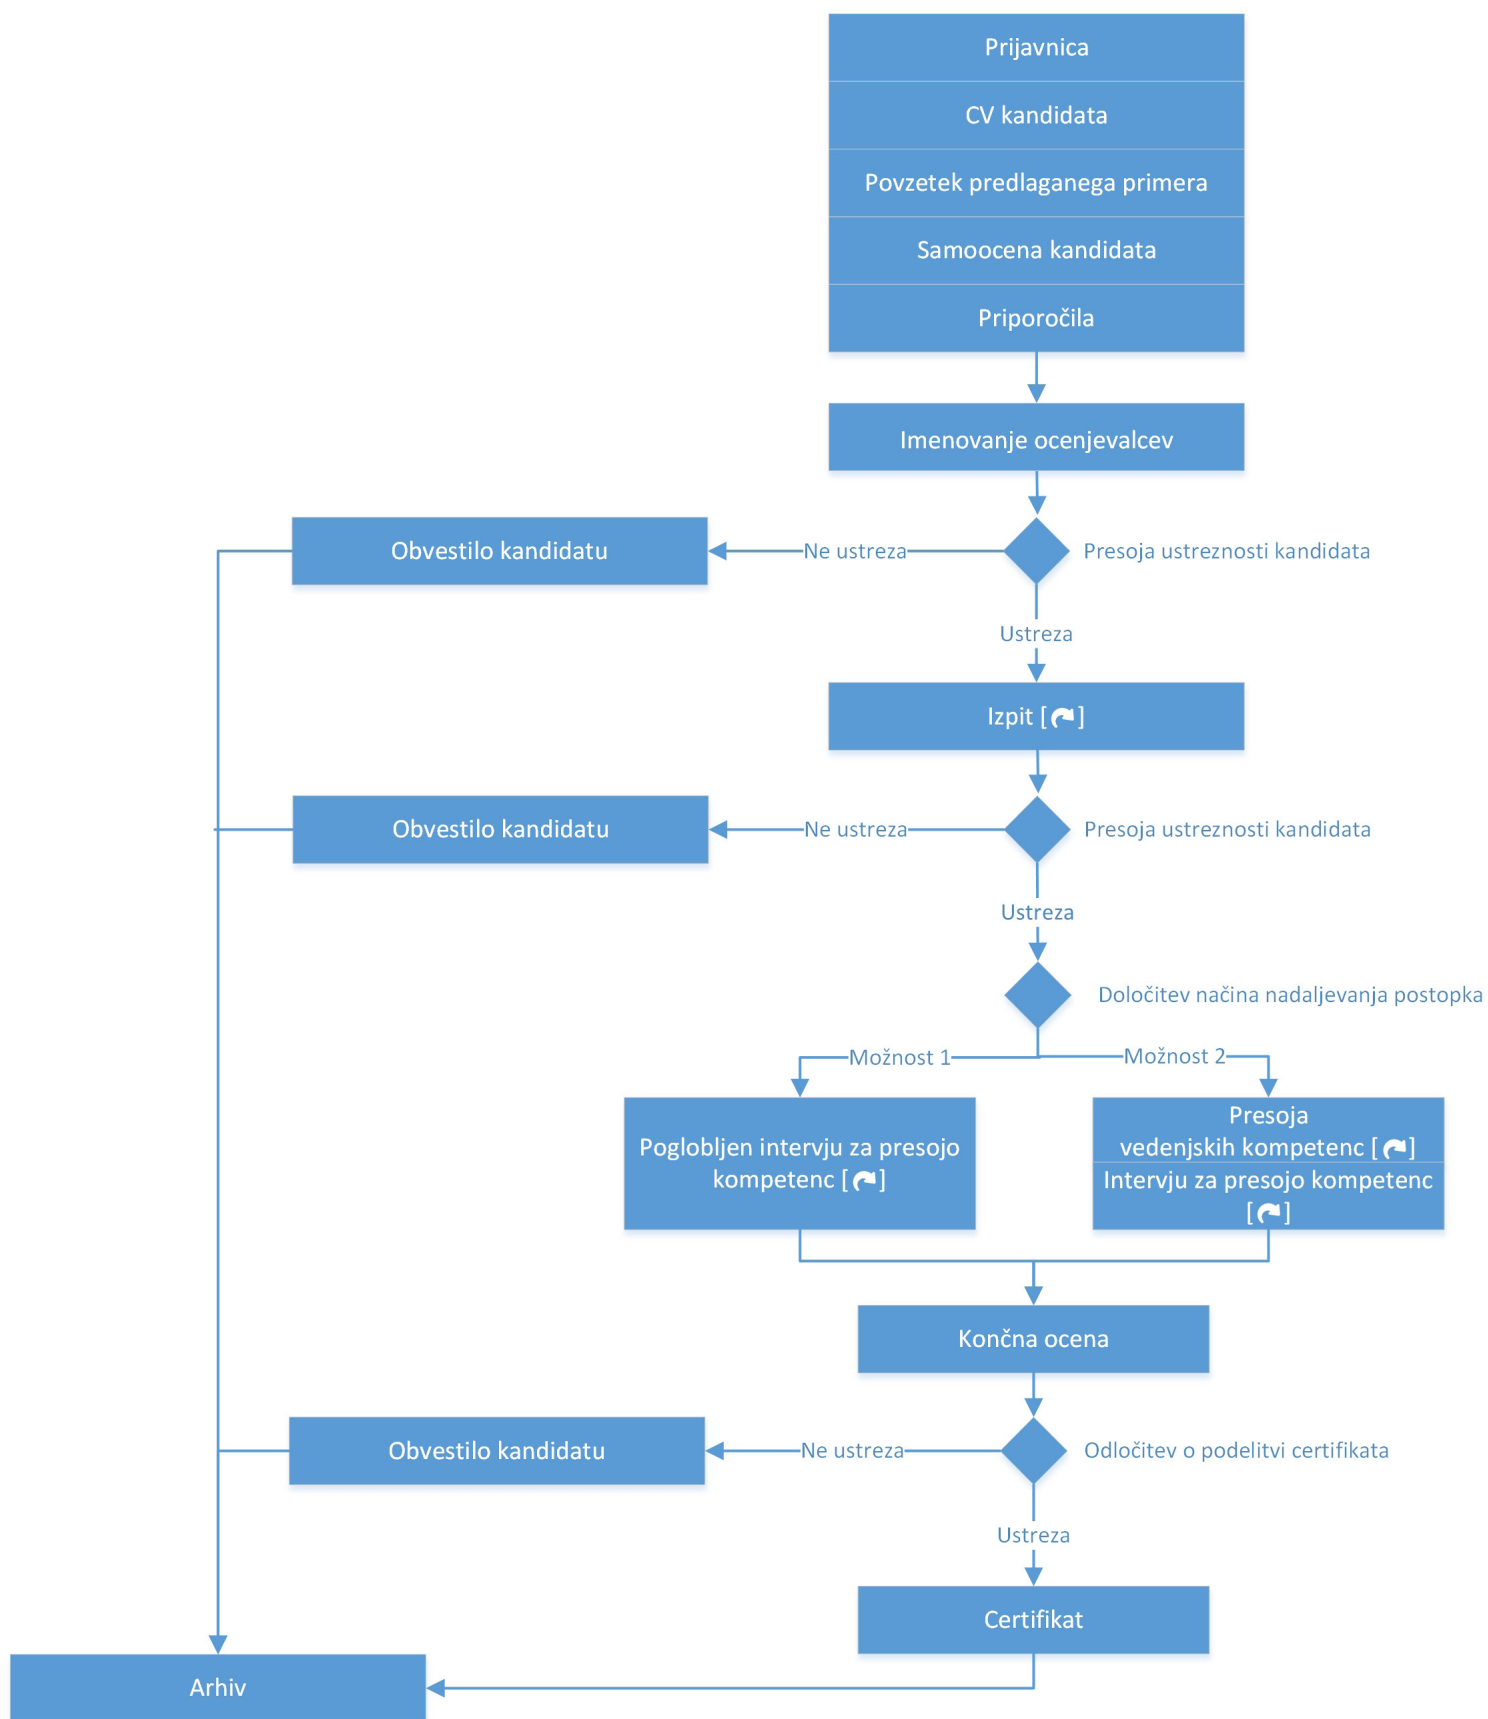 Prijavnica
CV kandidata
Povzetek predlaganega primera
Samoocena kandidata
Priporočila
Imenovanje ocenjevalcev
Obvestilo kandidatu
Ne ustreza
Presoja ustreznosti kandidata
Ustreza
Izpit [↷]
Obvestilo kandidatu
Ne ustreza
Presoja ustreznosti kandidata
Ustreza
Določitev načina nadaljevanja postopka
Možnost 1
Možnost 2
Poglobljen intervju za presojo
kompetenc [↷]
Presoja
vedenjskih kompetenc [↷]
Intervju za presojo kompetenc
[↷]
Končna ocena
Obvestilo kandidatu
Ne ustreza
Odločitev o podelitvi certifikata
Ustreza
Certifikat
Arhiv